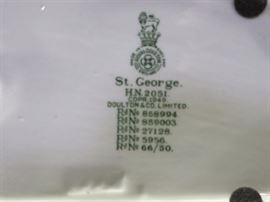 St. George.
H.N. 2051.
COPR. 1949.
DOULTON & CO. LIMITED.
Rd No 858994.
Rd No 859003.
Rd No 27128.
Rd No 5956.
Rd No 66/50.